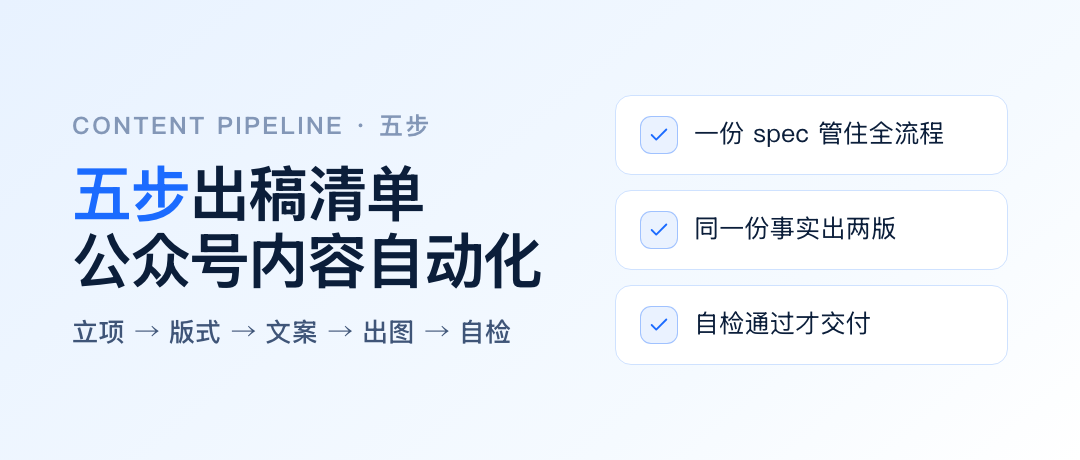 CONTENT PIPELINE · 五步
五步出稿清单
公众号内容自动化
立项 → 版式 → 文案 → 出图 → 自检
一份 spec 管住全流程
同一份事实出两版
自检通过才交付